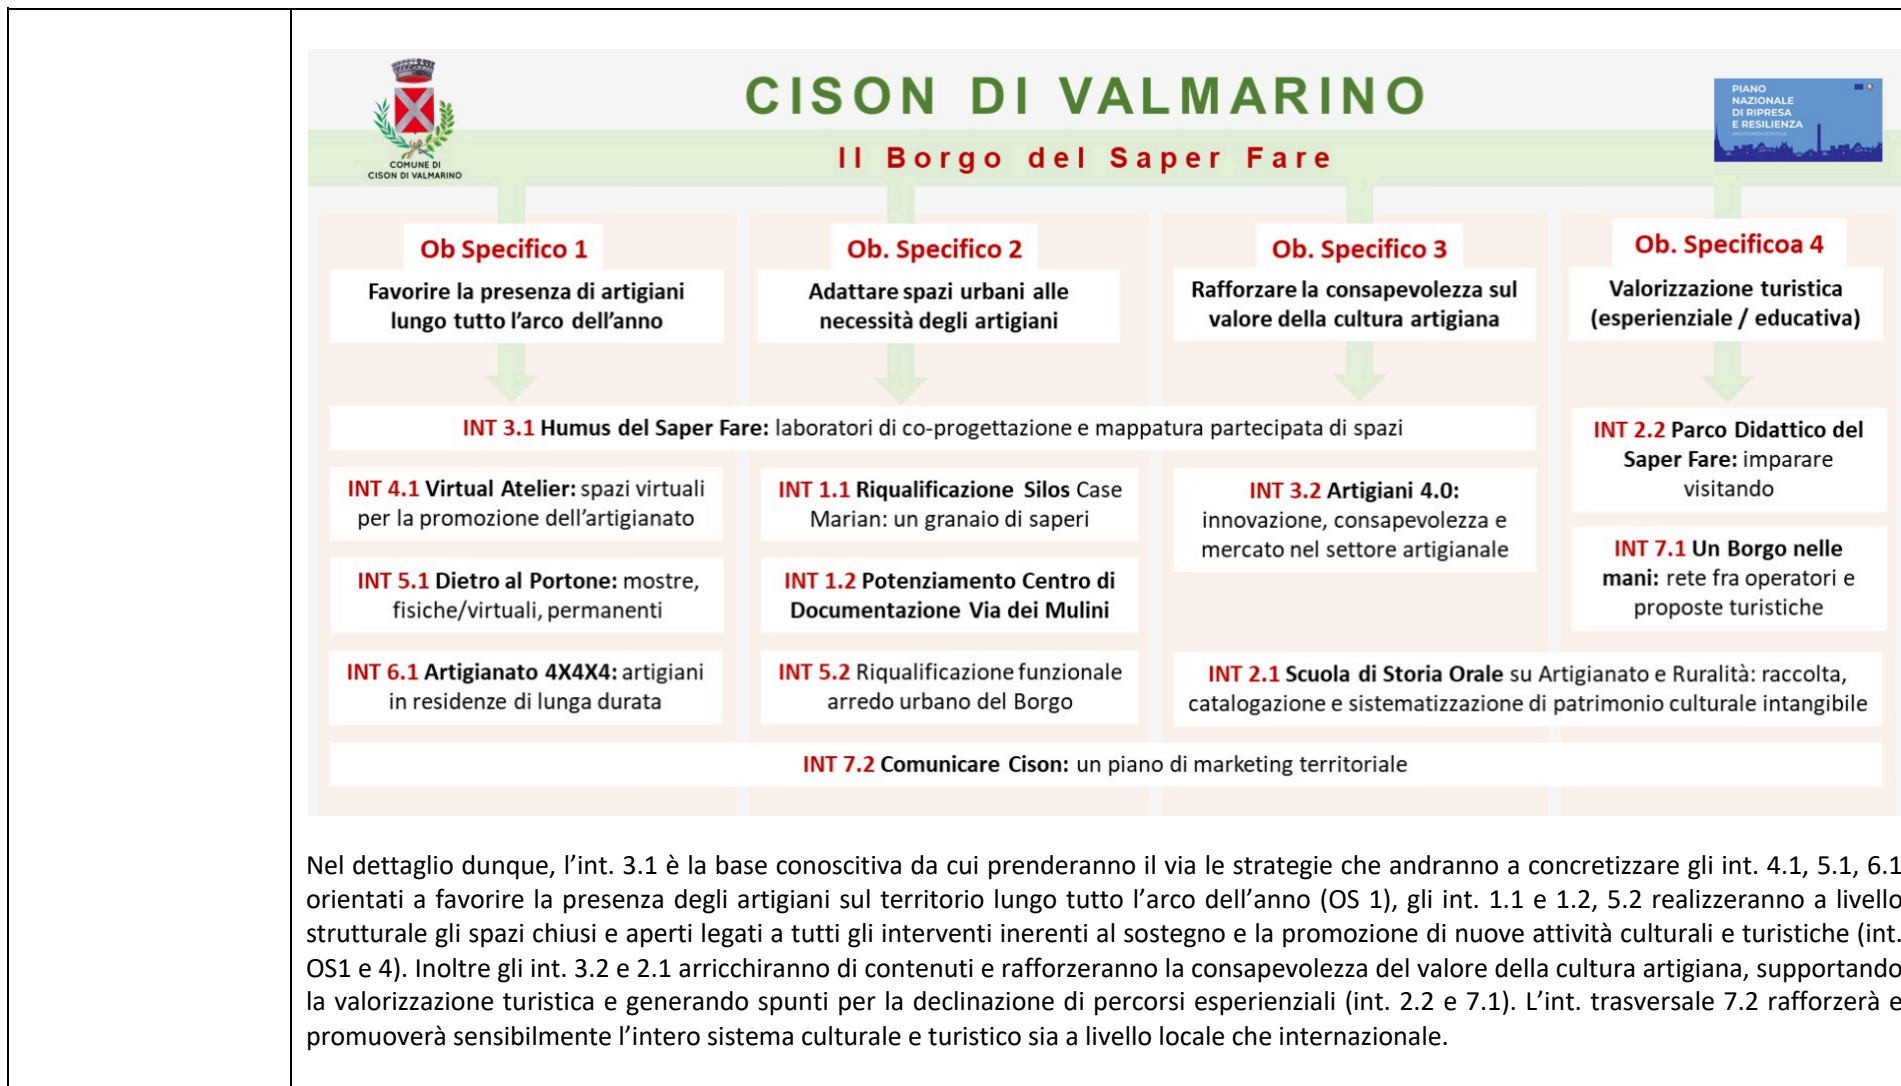 CISON DI VALMARINO
Il Borgo del Saper Fare
COMUNE DI
CISON DI VALMARINO
PIANO
NAZIONALE
DI RIPRESA
E RESILIENZA
Ob Specifico 1
Favorire la presenza di artigiani
lungo tutto l'arco dell'anno
Ob. Specifico 2
Adattare spazi urbani alle
necessità degli artigiani
Ob. Specifico 3
Rafforzare la consapevolezza sul
valore della cultura artigiana
Ob. Specificoa 4
Valorizzazione turistica
(esperienziale / educativa)
INT 3.1 Humus del Saper Fare: laboratori di co-progettazione e mappatura partecipata di spazi
INT 4.1 Virtual Atelier: spazi virtuali
per la promozione dell'artigianato
INT 5.1 Dietro al Portone: mostre,
fisiche/virtuali, permanenti
INT 6.1 Artigianato 4X4X4: artigiani
in residenze di lunga durata
INT 1.1 Riqualificazione Silos Case
Marian: un granaio di saperi
INT 1.2 Potenziamento Centro di
Documentazione Via dei Mulini
INT 5.2 Riqualificazione funzionale
arredo urbano del Borgo
INT 3.2 Artigiani 4.0:
innovazione, consapevolezza e
mercato nel settore artigianale
INT 2.2 Parco Didattico del
Saper Fare: imparare
visitando
INT 7.1 Un Borgo nelle
mani: rete fra operatori e
proposte turistiche
INT 2.1 Scuola di Storia Orale su Artigianato e Ruralità: raccolta,
catalogazione e sistematizzazione di patrimonio culturale intangibile
INT 7.2 Comunicare Cison: un piano di marketing territoriale
Nel dettaglio dunque, l'int. 3.1 è la base conoscitiva da cui prenderanno il via le strategie che andranno a concretizzare gli int. 4.1, 5.1, 6.1
orientati a favorire la presenza degli artigiani sul territorio lungo tutto l'arco dell'anno (OS 1), gli int. 1.1 e 1.2, 5.2 realizzeranno a livello
strutturale gli spazi chiusi e aperti legati a tutti gli interventi inerenti al sostegno e la promozione di nuove attività culturali e turistiche (int.
OS1 e 4). Inoltre gli int. 3.2 e 2.1 arricchiranno di contenuti e rafforzeranno la consapevolezza del valore della cultura artigiana, supportando
la valorizzazione turistica e generando spunti per la declinazione di percorsi esperienziali (int. 2.2 e 7.1). L'int. trasversale 7.2 rafforzerà e
promuoverà sensibilmente l'intero sistema culturale e turistico sia a livello locale che internazionale.